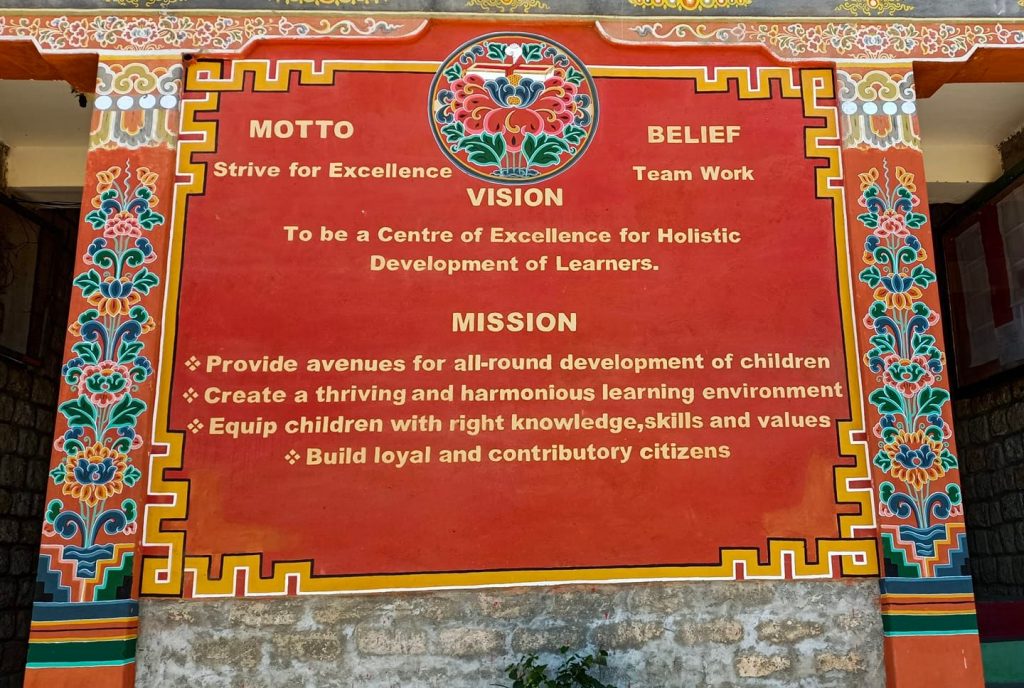 MOTTO
Strive for Excellence
BELIEF
Team Work
VISION
To be a Centre of Excellence for Holistic
Development of Learners.
MISSION
❖ Provide avenues for all-round development of children
❖ Create a thriving and harmonious learning environment
❖ Equip children with right knowledge,skills and values
❖ Build loyal and contributory citizens